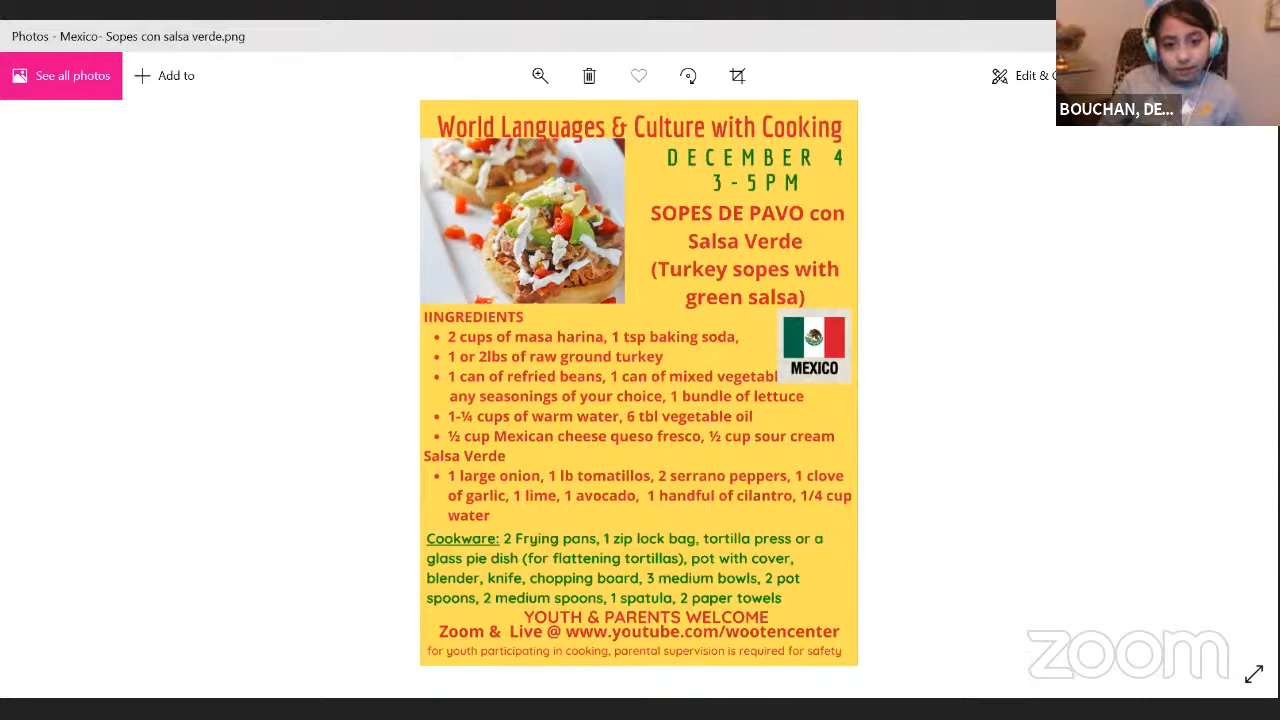 Photos - Mexico- Sopes con salsa verde.png
See all photos
Add to
Edit & C
BOUCHAN, DE...
World Languages & Culture with Cooking
DECEMBER 4
3-5PM
SOPES DE PAVO con
Salsa Verde
(Turkey sopes with
green salsa)
IINGREDIENTS
• 2 cups of masa harina, 1 tsp baking soda,
• 1 or 2lbs of raw ground turkey
• 1 can of refried beans, 1 can of mixed vegetabl
any seasonings of your choice, 1 bundle of lettuce
• 1-¼ cups of warm water, 6 tbl vegetable oil
• ½ cup Mexican cheese queso fresco, ½ cup sour cream
MEXICO
Salsa Verde
• 1 large onion, 1 lb tomatillos, 2 serrano peppers, 1 clove
of garlic, 1 lime, 1 avocado, 1 handful of cilantro, 1/4 cup
water
Cookware: 2 Frying pans, 1 zip lock bag, tortilla press or a
glass pie dish (for flattening tortillas), pot with cover,
blender, knife, chopping board, 3 medium bowls, 2 pot
spoons, 2 medium spoons, 1 spatula, 2 paper towels
YOUTH & PARENTS WELCOME
Zoom & Live @ www.youtube.com/wootencenter
for youth participating in cooking, parental supervision is required for safety
zoom